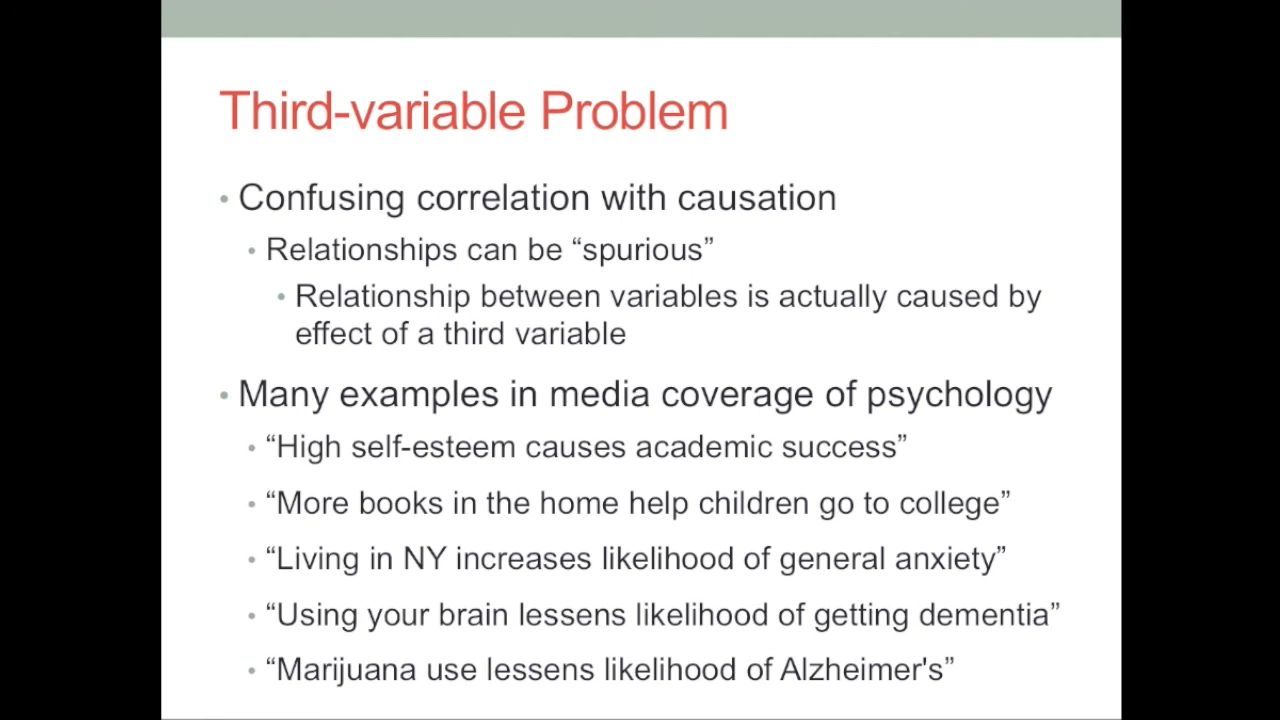 Third-variable Problem
• Confusing correlation with causation
• Relationships can be “spurious”
• Relationship between variables is actually caused by
effect of a third variable
• Many examples in media coverage of psychology
• “High self-esteem causes academic success”
• “More books in the home help children go to college”
• “Living in NY increases likelihood of general anxiety”
• “Using your brain lessens likelihood of getting dementia”
• “Marijuana use lessens likelihood of Alzheimer's”